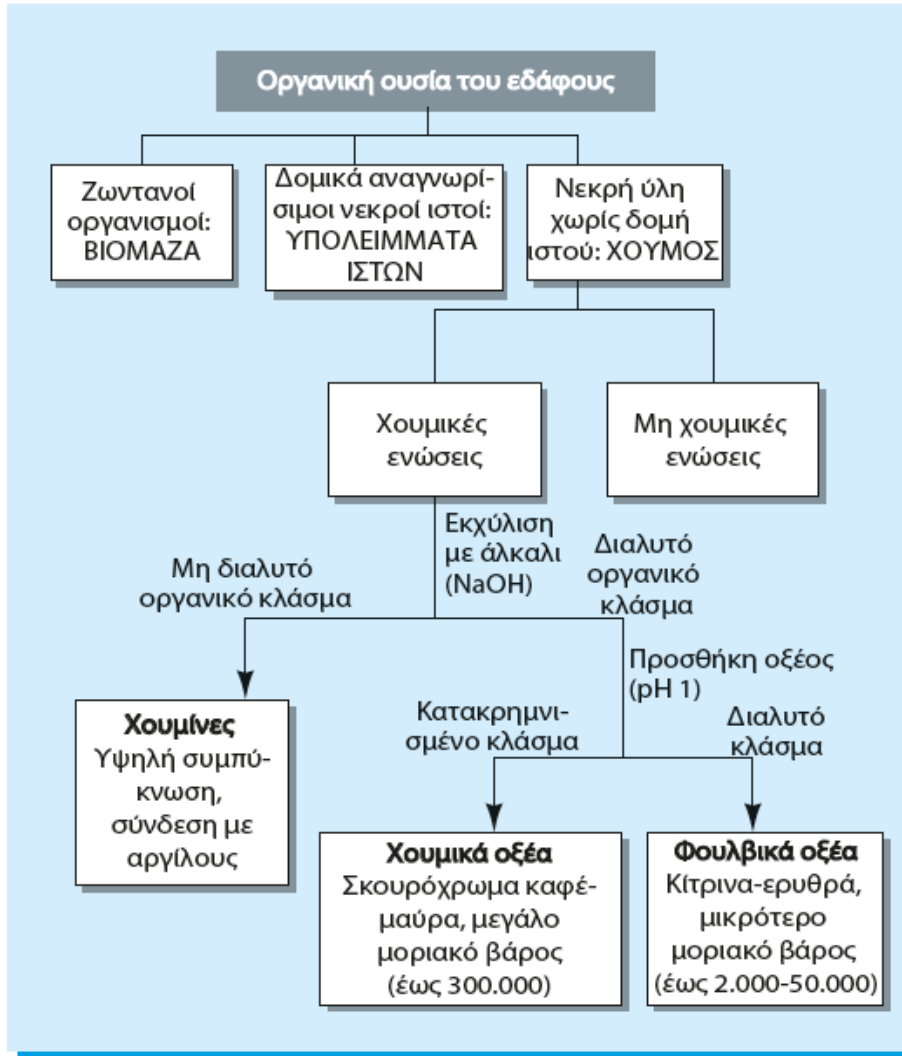 Οργανική ουσία του εδάφους
Ζωντανοί
οργανισμοί:
ΒΙΟΜΑΖΑ
Δομικά αναγνωρί-
σιμοι νεκροί ιστοί:
ΥΠΟΛΕΙΜΜΑΤΑ
ΙΣΤΩΝ
Νεκρή ύλη
χωρίς δομή
ιστού: ΧΟΥΜΟΣ
Χουμικές
ενώσεις
Μη χουμικές
ενώσεις
Εκχύλιση
με άλκαλι
(NaOH)
Μη διαλυτό
οργανικό κλάσμα
Διαλυτό
οργανικό
κλάσμα
Προσθήκη οξέος
(pH 1)
Χουμίνες
Υψηλή συμπύ-
κνωση,
σύνδεση με
αργίλους
Κατακρημνι-
σμένο κλάσμα
Διαλυτό
κλάσμα
Χουμικά οξέα
Σκουρόχρωμα καφέ-
μαύρα, μεγάλο
μοριακό βάρος
(έως 300.000)
Φουλβικά οξέα
Κίτρινα-ερυθρά,
μικρότερο
μοριακό βάρος
(έως 2.000-50.000)